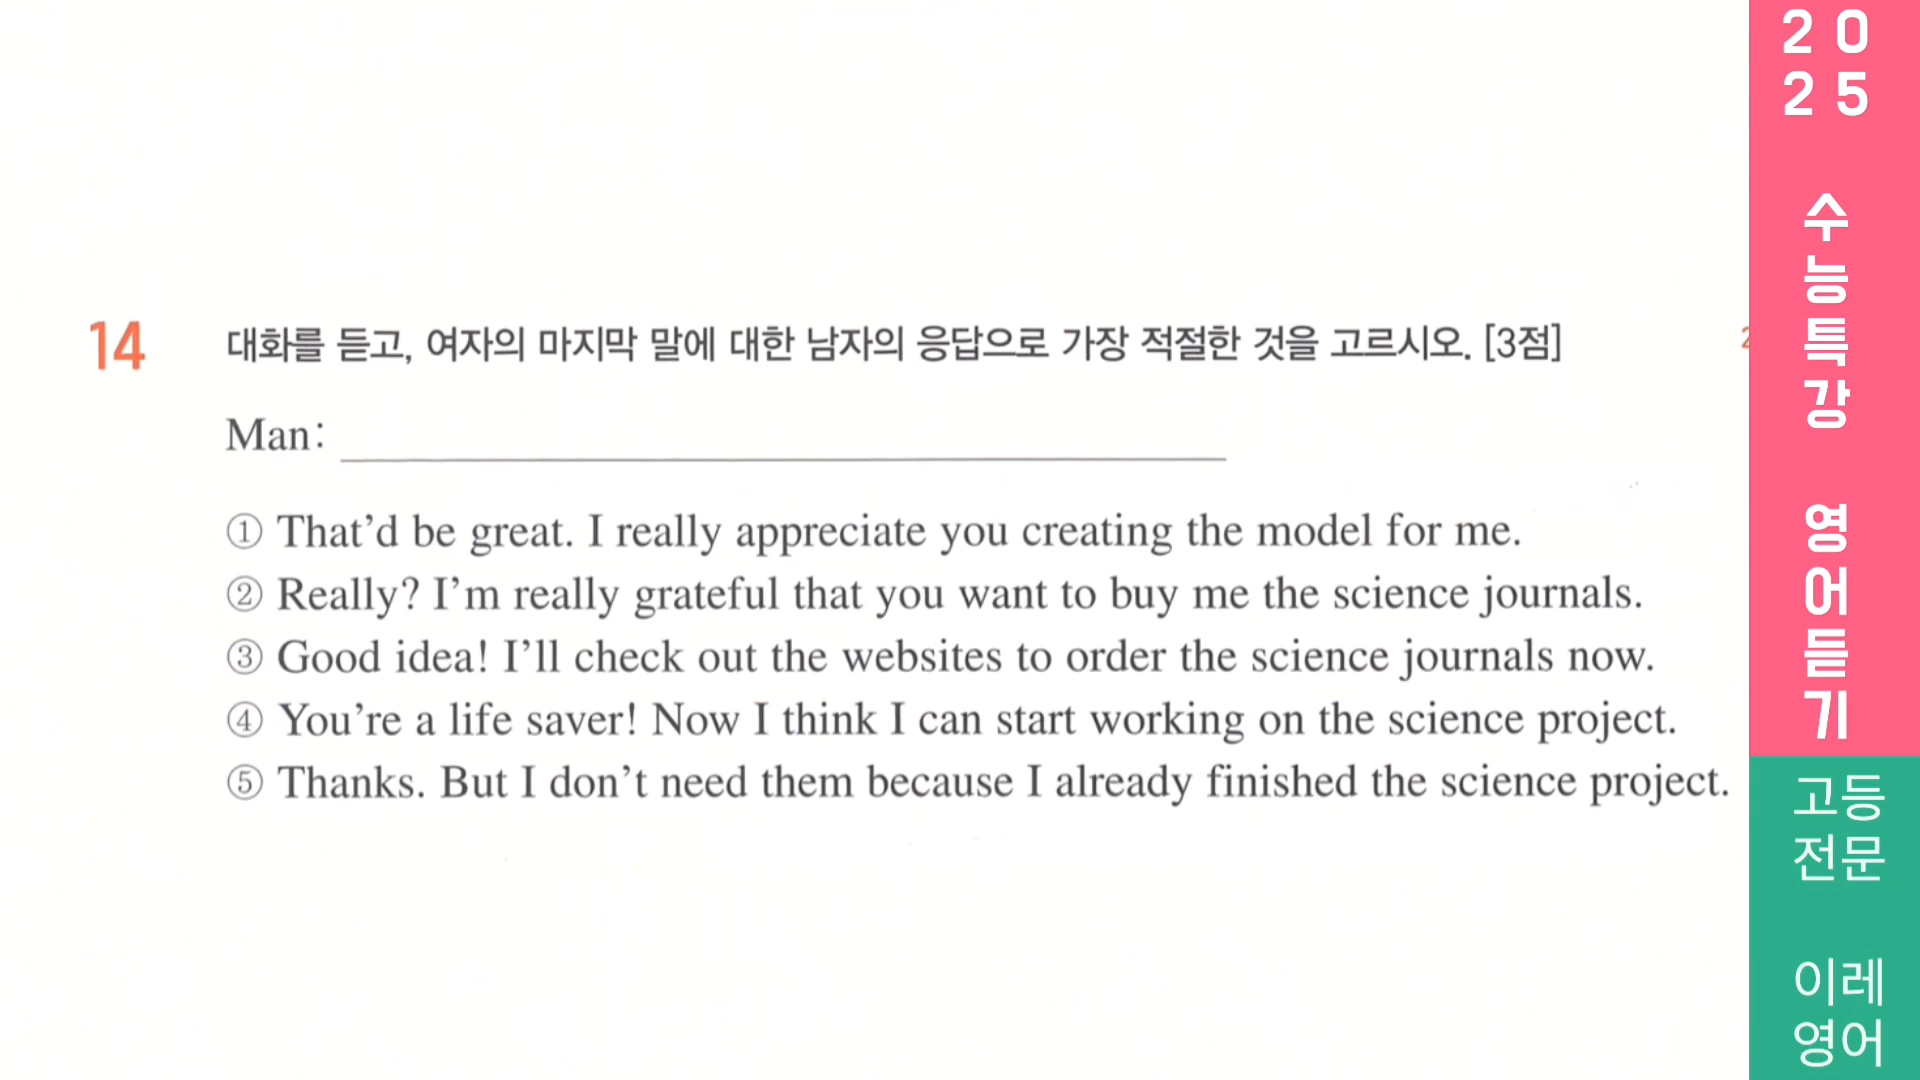 14 대화를 듣고, 여자의 마지막 말에 대한 남자의 응답으로 가장 적절한 것을 고르시오. [3점]
Man: 
① That’d be great. I really appreciate you creating the model for me.
② Really? I’m really grateful that you want to buy me the science journals.
③ Good idea! I’ll check out the websites to order the science journals now.
④ You’re a life saver! Now I think I can start working on the science project.
⑤ Thanks. But I don’t need them because I already finished the science project.
20
25
수능특강
영어듣기
고등
전문
이레
영어